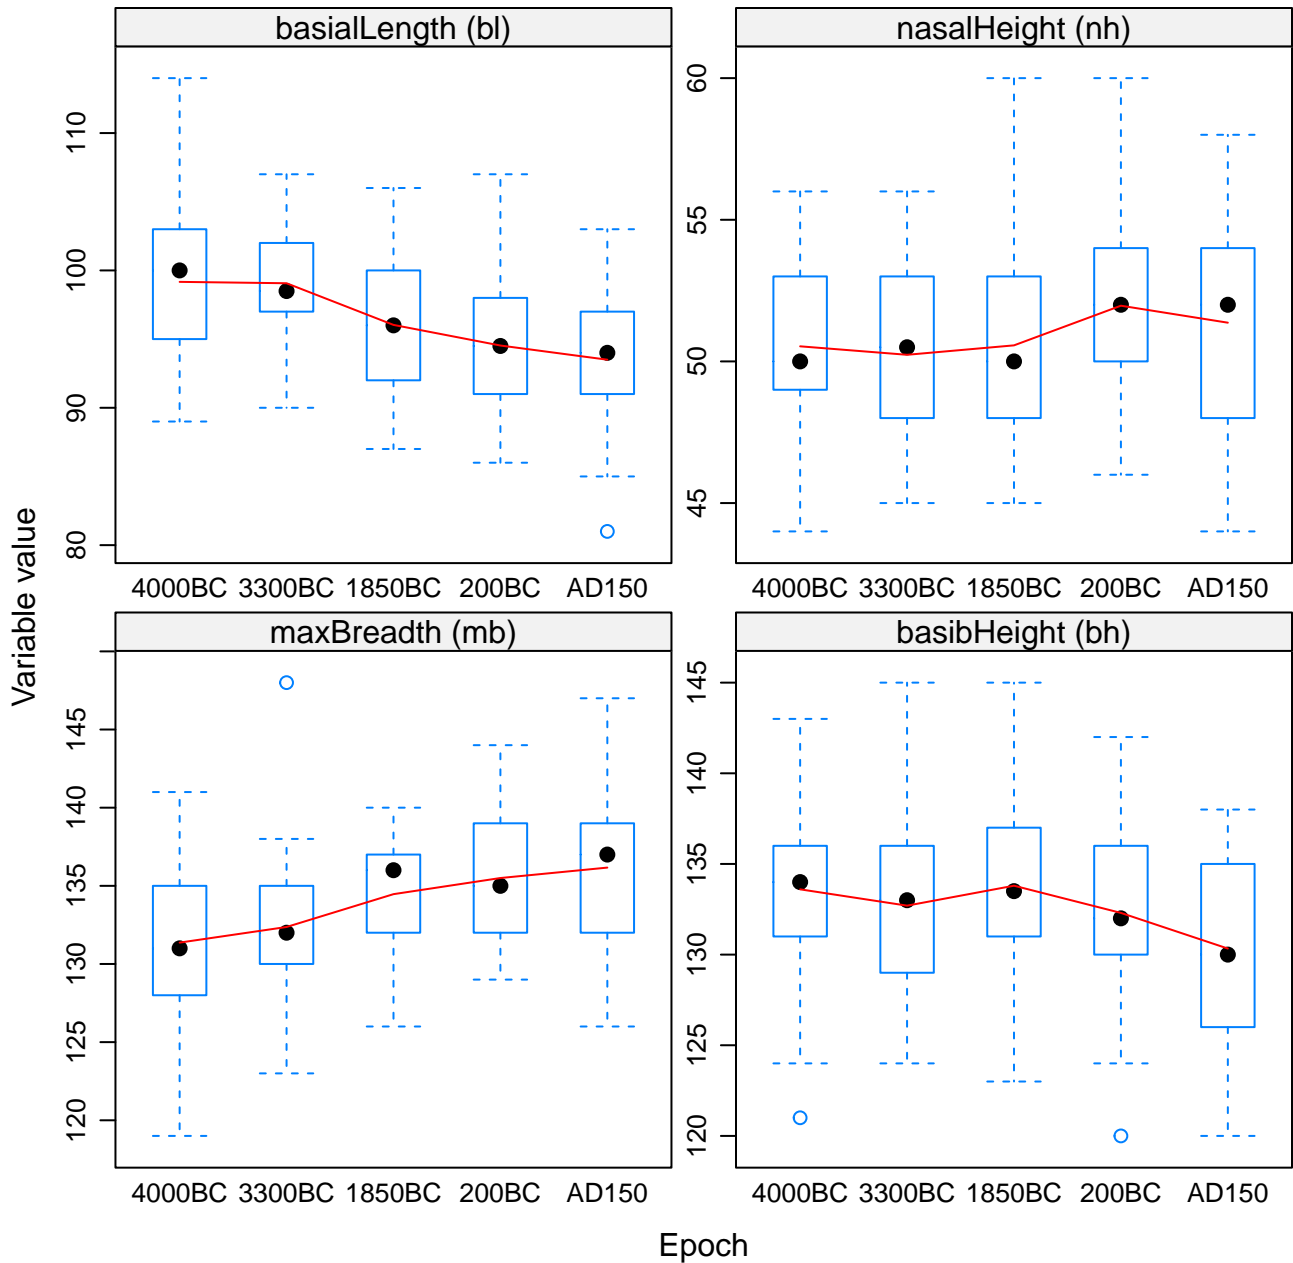 basialLength (bl)
nasalHeight (nh)
110
100
90
80
60
55
50
45
4000BC 3300BC 1850BC 200BC AD150
4000BC 3300BC 1850BC 200BC AD150
Variable value
maxBreadth (mb)
basibHeight (bh)
145
140
135
130
125
120
145
140
135
130
125
120
4000BC 3300BC 1850BC 200BC AD150
4000BC 3300BC 1850BC 200BC AD150
Epoch